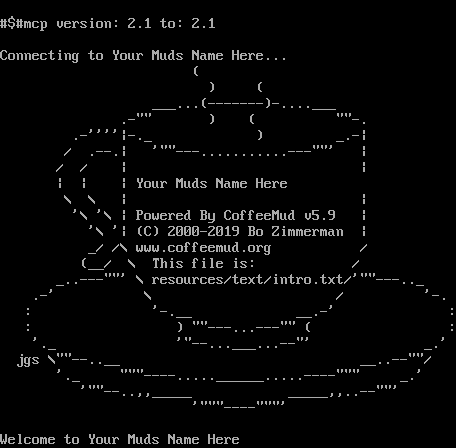 #$#mcp version: 2.1 to: 2.1
Connecting to Your Muds Name Here...
Your Muds Name Here
Powered By CoffeeMud v5.9
(C) 2000-2019 Bo Zimmerman
www.coffeemud.org
This file is:
resources/text/intro.txt
jgs
Welcome to Your Muds Name Here